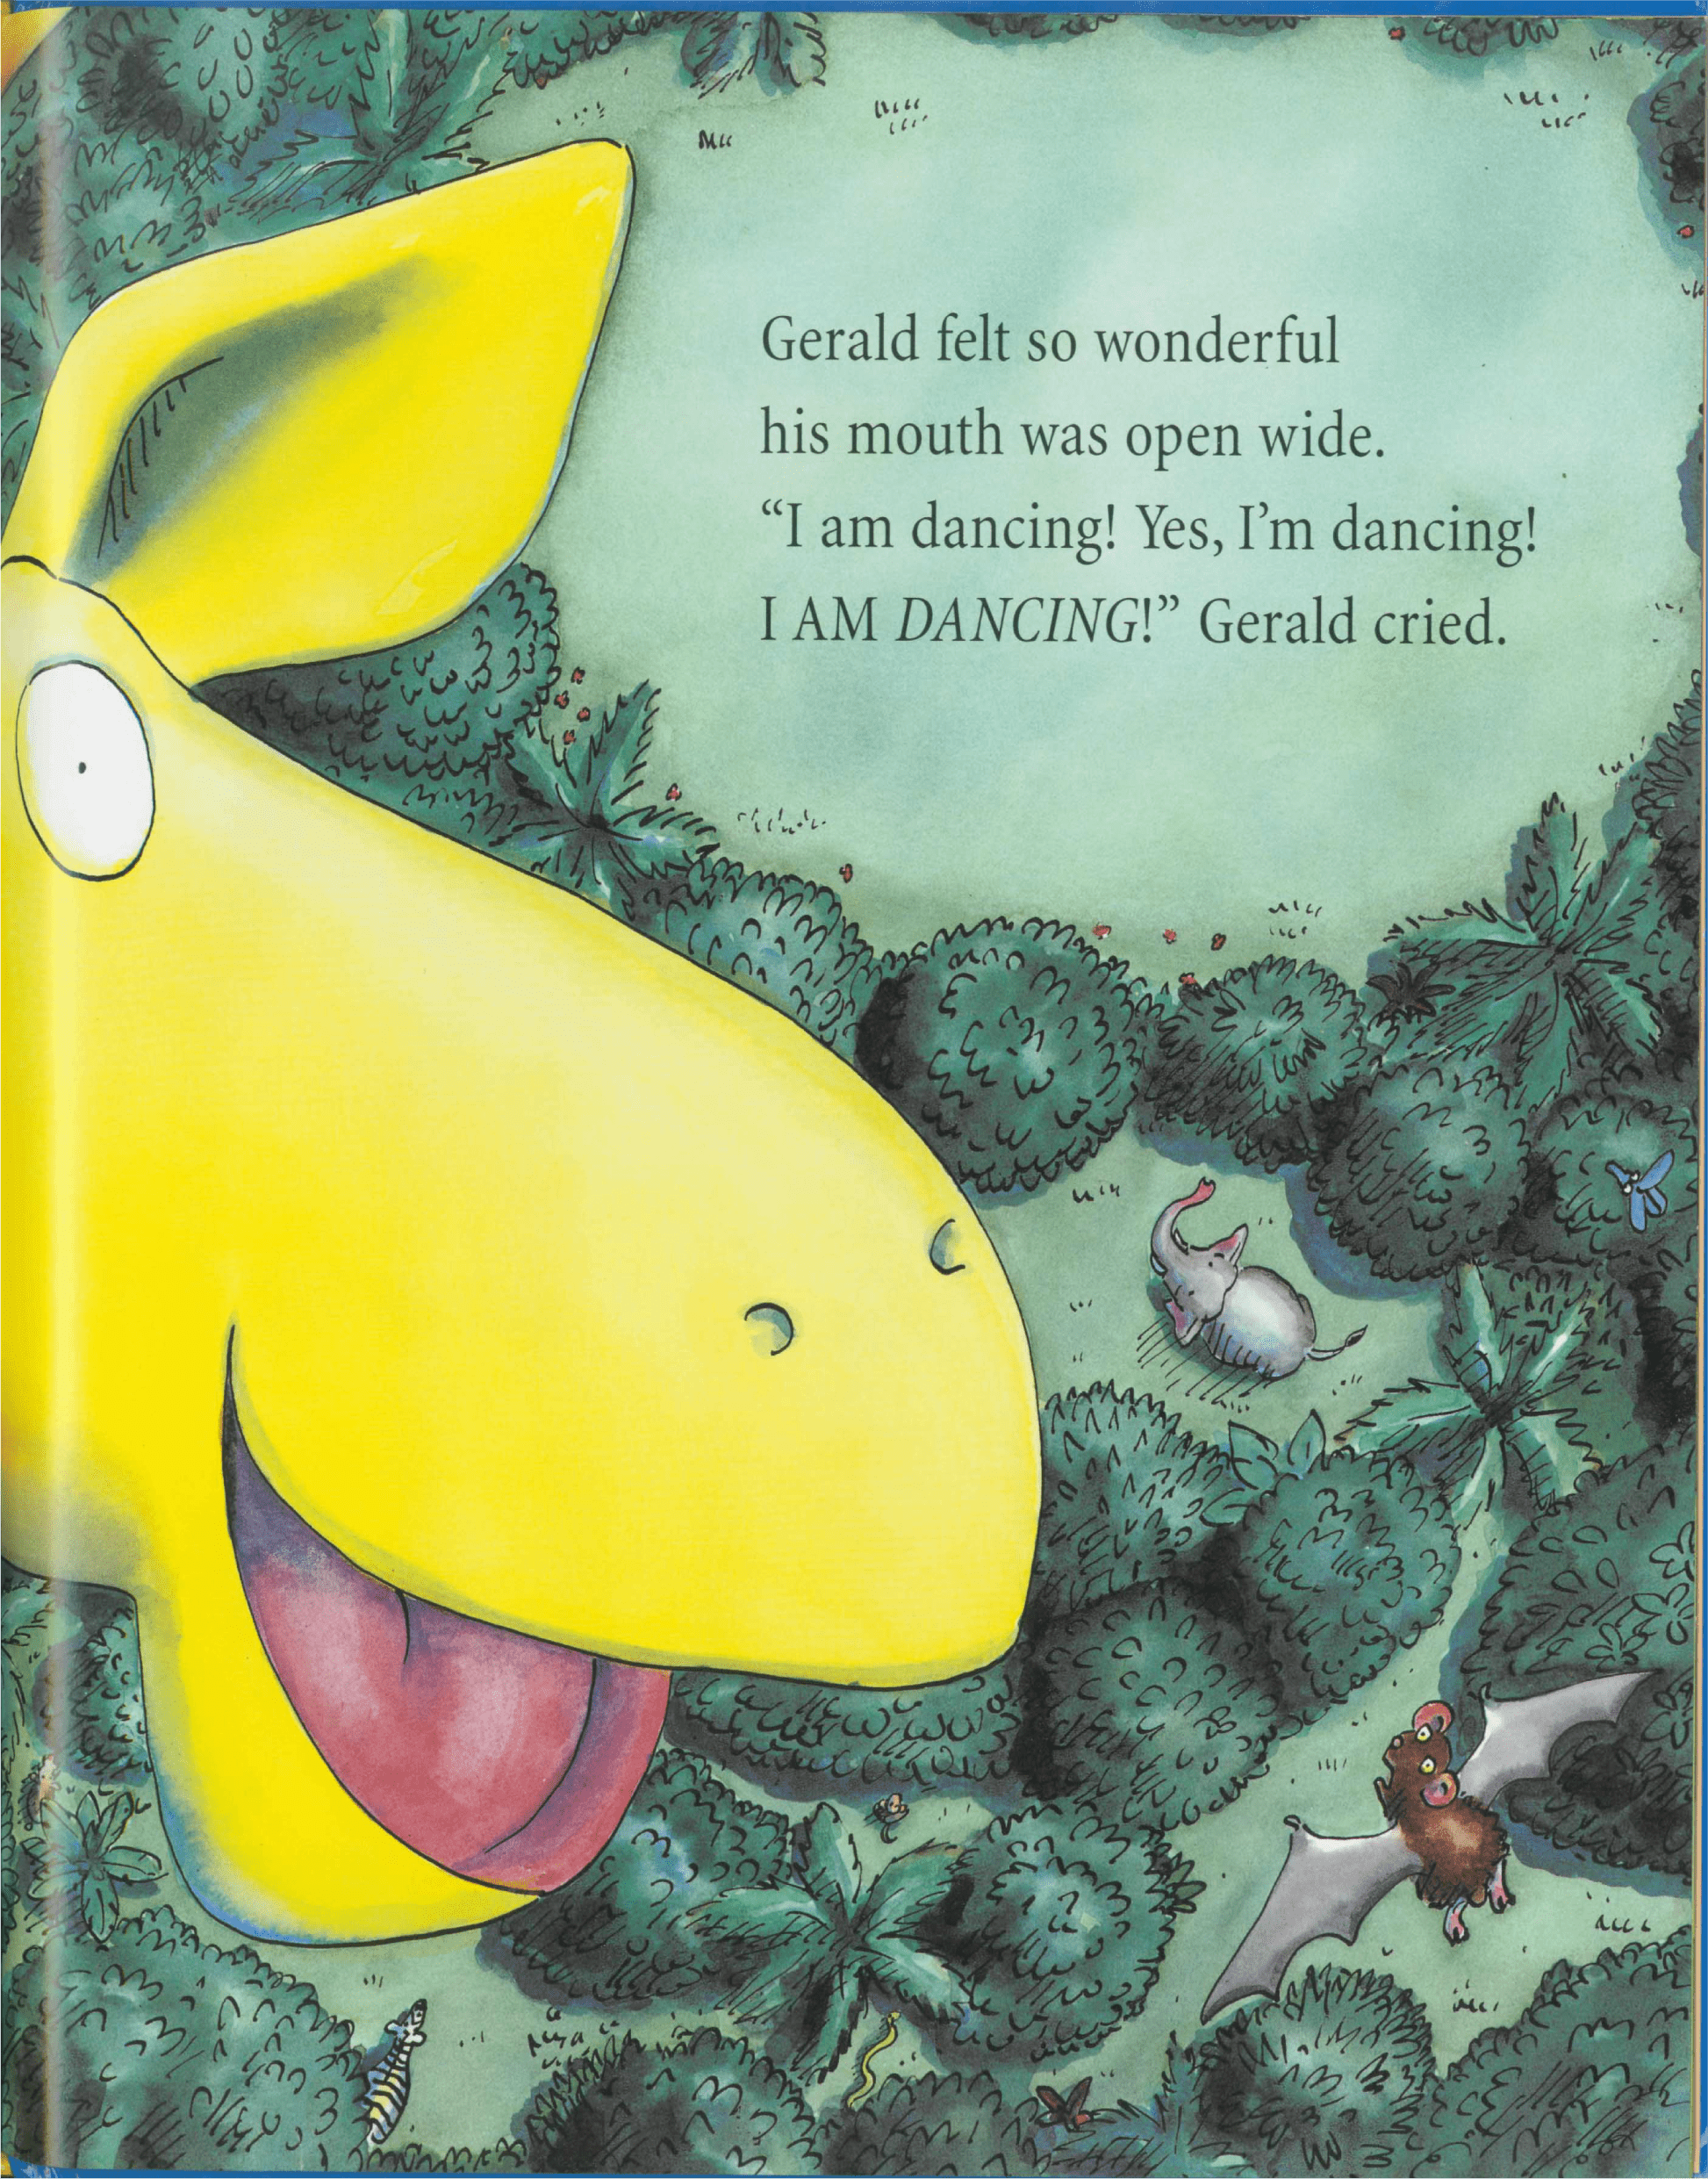 Gerald felt so wonderful
his mouth was open wide.
“I am dancing! Yes, I’m dancing!
I AM DANCING!” Gerald cried.